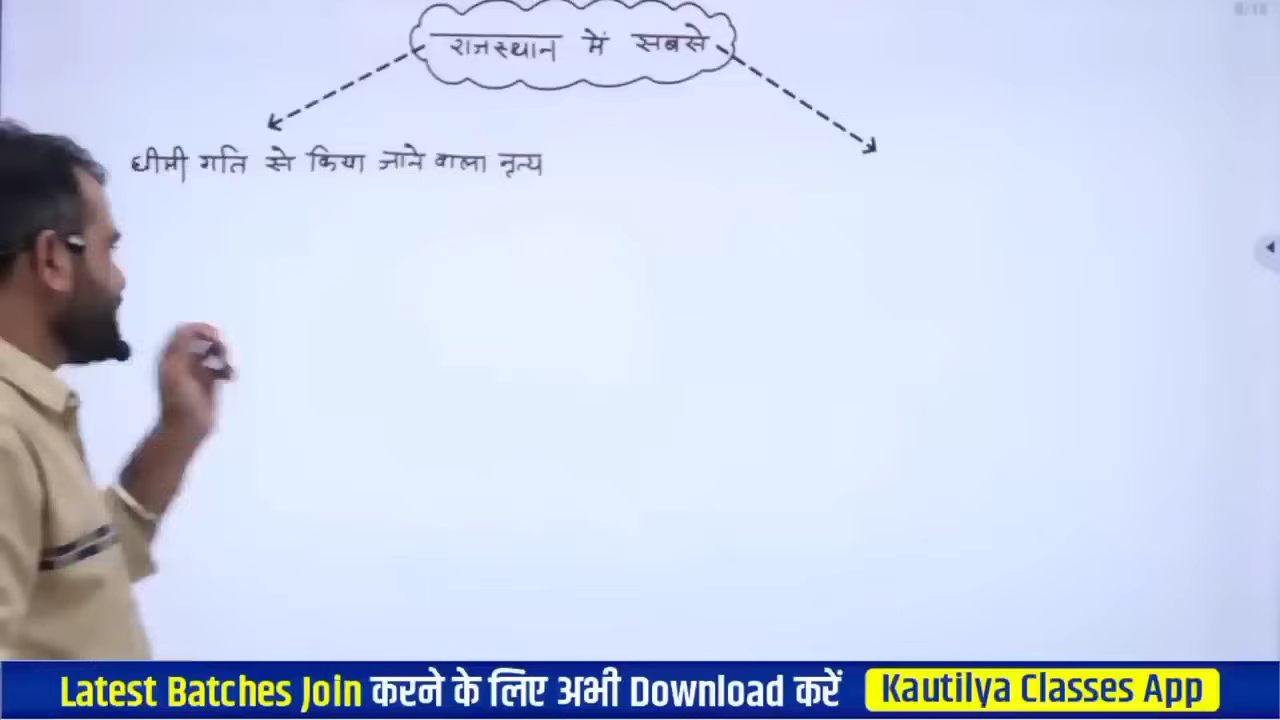 राजस्थान में सबसे
धीमी गति से किया जाने वाला नृत्य
Latest Batches Join करने के लिए अभी Download करें Kautilya Classes App